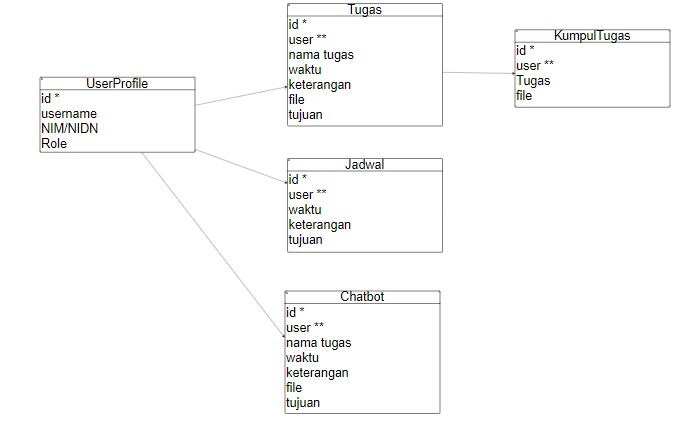 UserProfile
id *
username
NIM/NIDN
Role
Tugas
id *
user **
nama tugas
waktu
keterangan
file
tujuan
KumpulTugas
id *
user **
Tugas
file
Jadwal
id *
user **
waktu
keterangan
tujuan
Chatbot
id *
user **
nama tugas
waktu
keterangan
file
tujuan